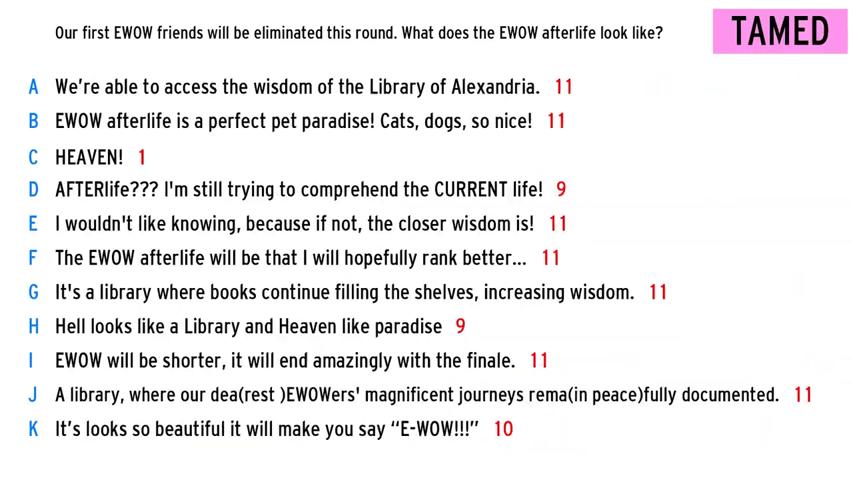 Our first EWOW friends will be eliminated this round. What does the EWOW afterlife look like?
TAMED
A We're able to access the wisdom of the Library of Alexandria. 11
B EWOW afterlife is a perfect pet paradise! Cats, dogs, so nice! 11
C HEAVEN! 1
D AFTERlife??? I'm still trying to comprehend the CURRENT life! 9
E I wouldn't like knowing, because if not, the closer wisdom is! 11
F The EWOW afterlife will be that I will hopefully rank better... 11
G It's a library where books continue filling the shelves, increasing wisdom. 11
H Hell looks like a Library and Heaven like paradise 9
I EWOW will be shorter, it will end amazingly with the finale. 11
J A library, where our dea(rest )EWOWers' magnificent journeys rema(in peace)fully documented. 11
K It's looks so beautiful it will make you say “E-WOW!!!” 10